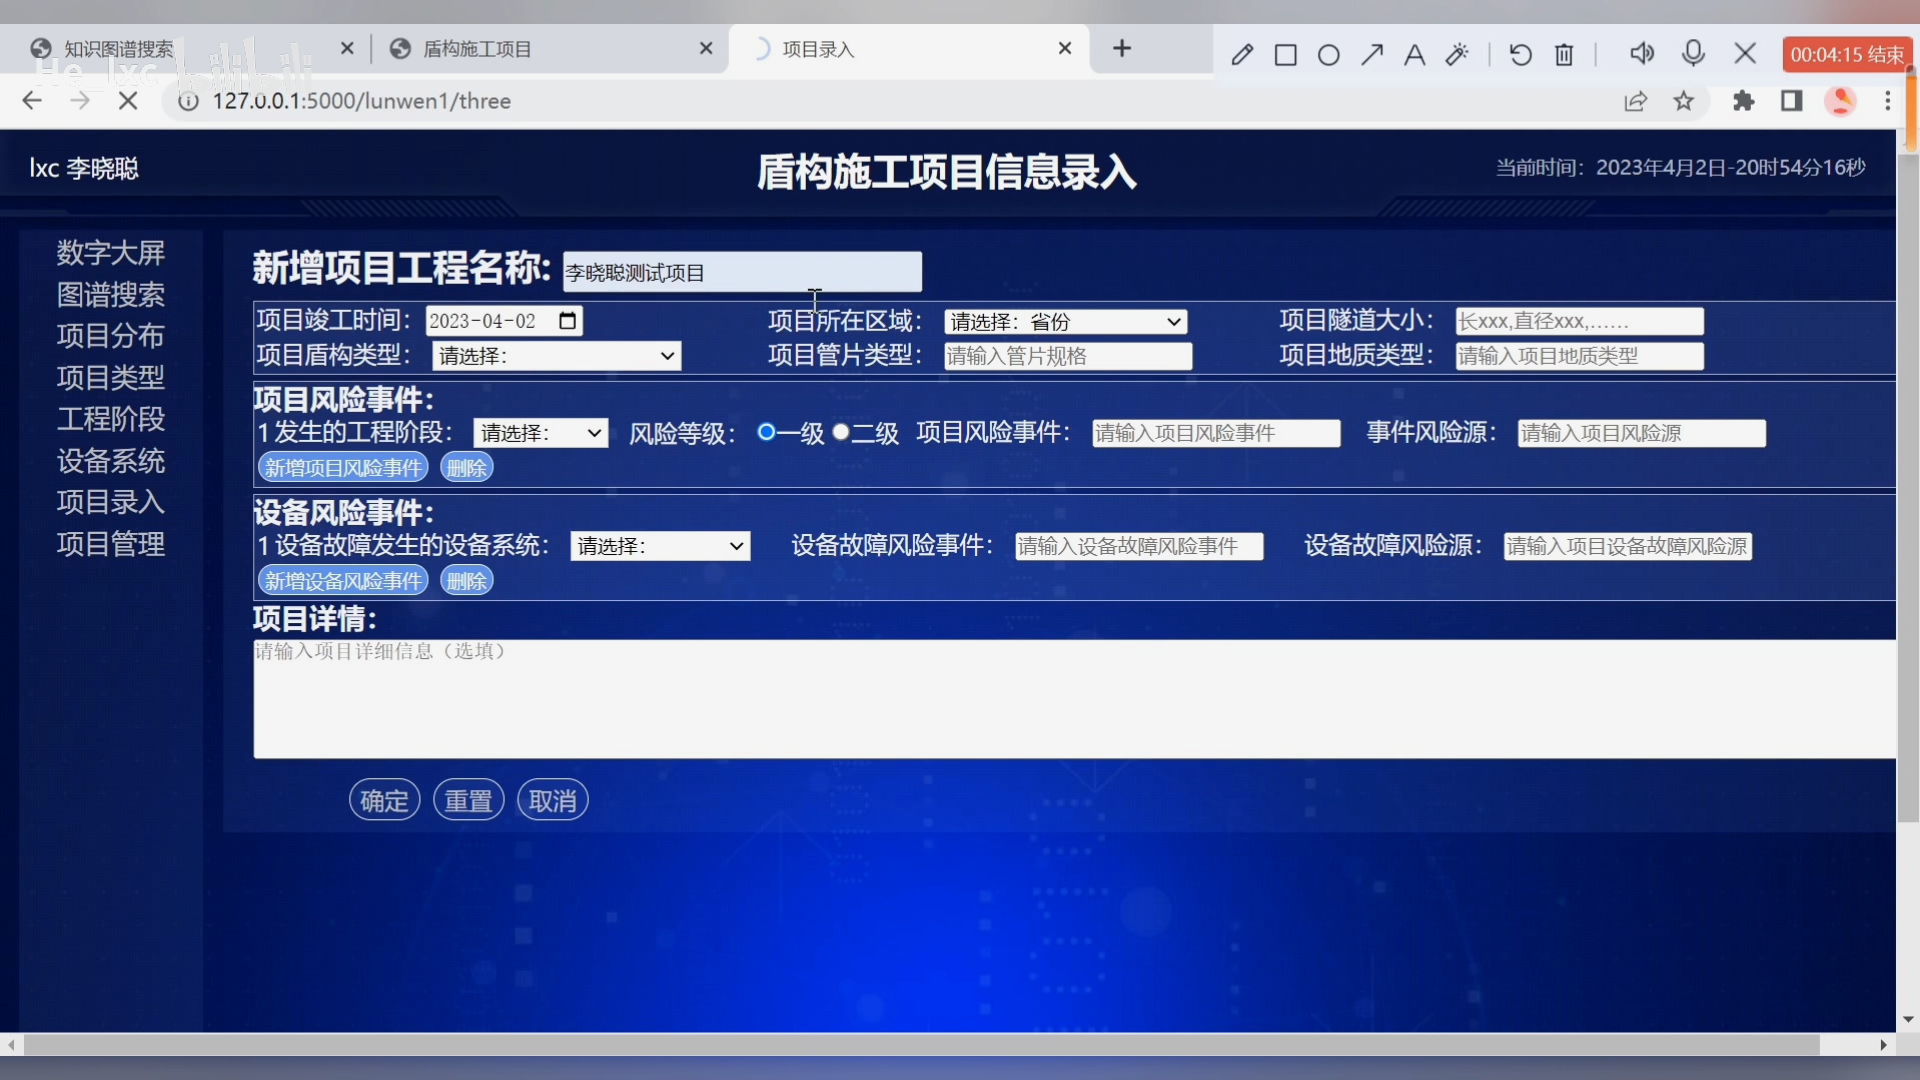 知识图谱搜索
盾构施工项目
项目录入
He_lxc bilibili
00:04:15 结束
127.0.0.1:5000/lunwen1/three
lxc 李晓聪
盾构施工项目信息录入
当前时间：2023年4月2日-20时54分16秒
数字大屏
图谱搜索
项目分布
项目类型
工程阶段
设备系统
项目录入
项目管理
新增项目工程名称: 李晓聪测试项目
项目竣工时间： 2023-04-02 项目所在区域： 请选择：省份 项目隧道大小： 长xxx,直径xxx,……
项目盾构类型： 请选择： 项目管片类型： 请输入管片规格 项目地质类型： 请输入项目地质类型
项目风险事件：
1 发生的工程阶段： 请选择： 风险等级： 一级 二级 项目风险事件： 请输入项目风险事件 事件风险源： 请输入项目风险源
新增项目风险事件 删除
设备风险事件：
1 设备故障发生的设备系统： 请选择： 设备故障风险事件： 请输入设备故障风险事件 设备故障风险源： 请输入项目设备故障风险源
新增设备风险事件 删除
项目详情：
请输入项目详细信息（选填）
确定 重置 取消